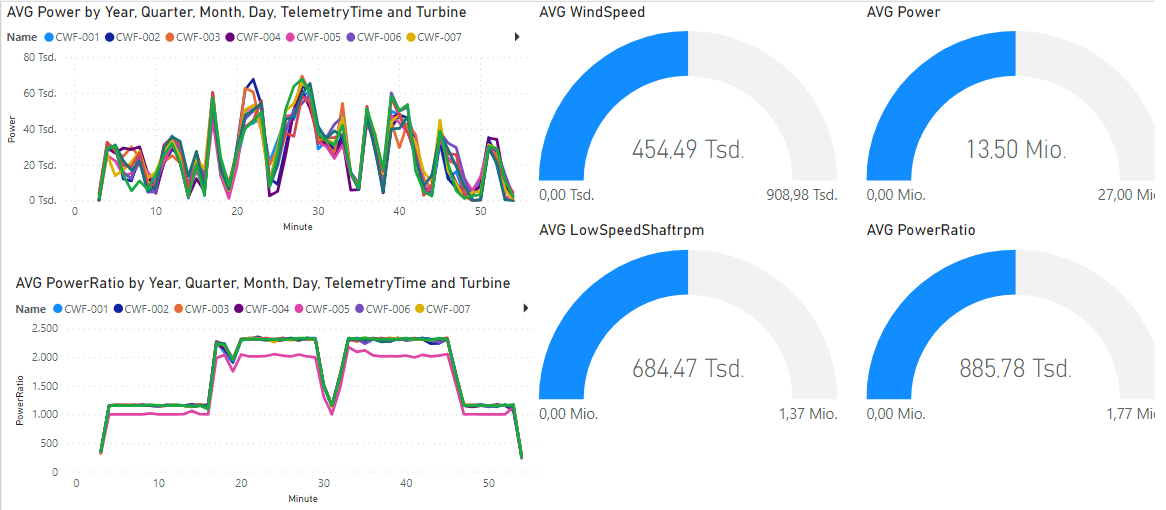 AVG Power by Year, Quarter, Month, Day, TelemetryTime and Turbine
Name CWF-001 CWF-002 CWF-003 CWF-004 CWF-005 CWF-006 CWF-007
80 Tsd.
60 Tsd.
40 Tsd.
20 Tsd.
0 Tsd.
Power
0 10 20 30 40 50
Minute
AVG PowerRatio by Year, Quarter, Month, Day, TelemetryTime and Turbine
Name CWF-001 CWF-002 CWF-003 CWF-004 CWF-005 CWF-006 CWF-007
2.500
2.000
1.500
1.000
500
0
PowerRatio
0 10 20 30 40 50
Minute
AVG WindSpeed
454,49 Tsd.
0,00 Tsd. 908,98 Tsd.
AVG Power
13,50 Mio.
0,00 Mio. 27,00 Mi
AVG LowSpeedShaftrpm
684,47 Tsd.
0,00 Mio. 1,37 Mio.
AVG PowerRatio
885,78 Tsd.
0,00 Mio. 1,77 Mi